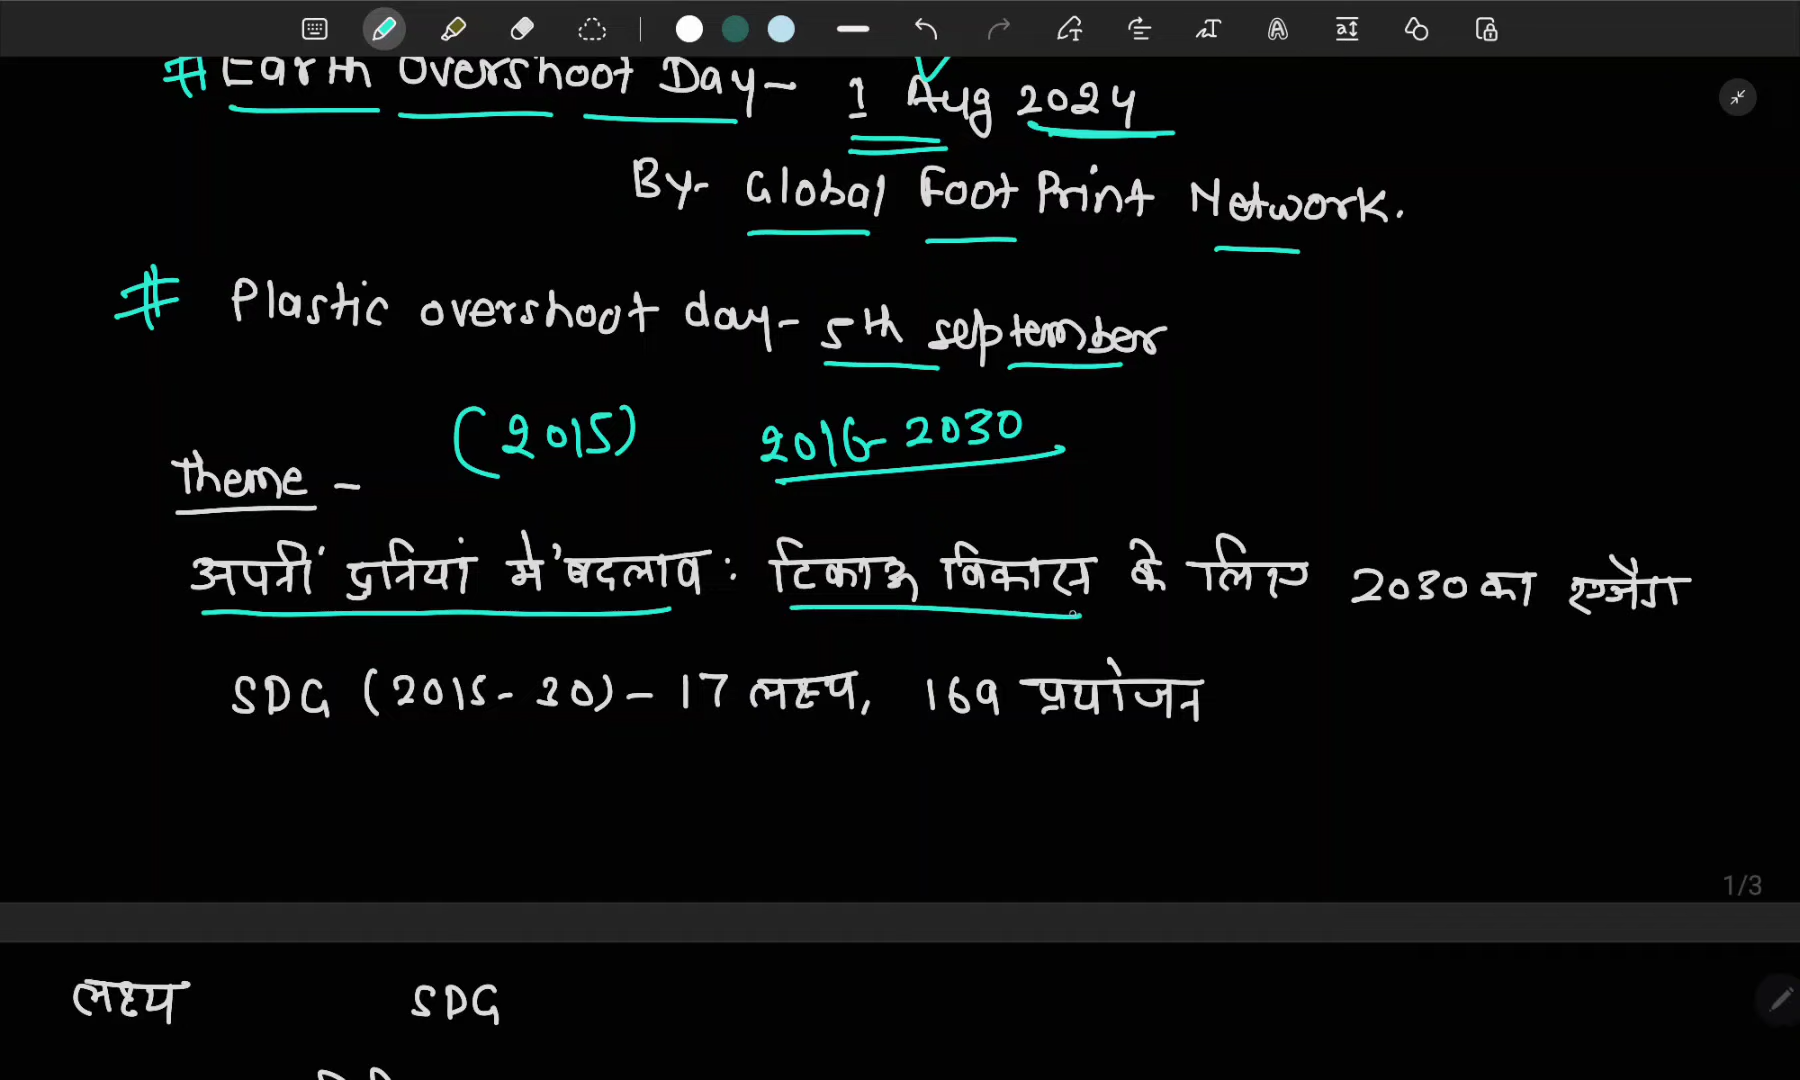 # Earth Overshoot Day- 1 Aug 2024
By- Global Foot Print Network.
# Plastic overshoot day- 5th september
(2015) 2016-2030
Theme -
अपनी दुनियां में बदलाव: टिकाऊ विकास के लिए 2030 का एजेंडा
SDG (2015-30) - 17 लक्ष्य, 169 प्रयोजन
1/3
लक्ष्य SDG